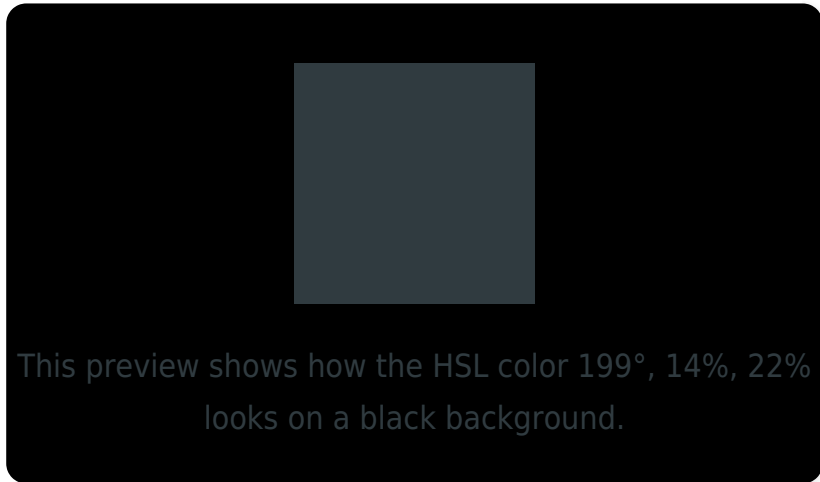 This preview shows how the HSL color 199°, 14%, 22%
looks on a black background.